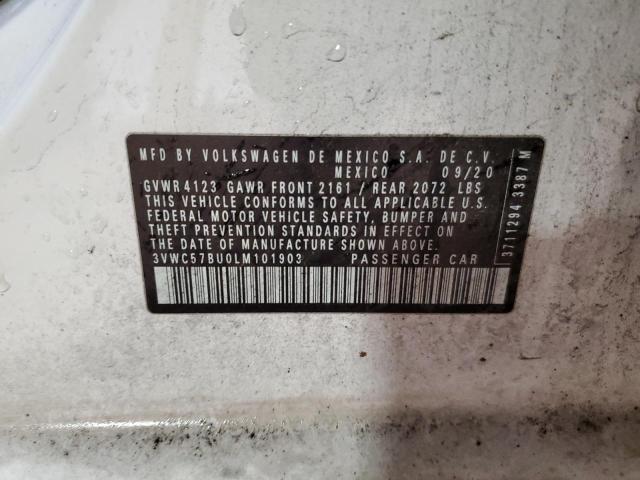 MFD BY VOLKSWAGEN DE MEXICO S.A. DE C.V.
MEXICO 09/20
GVWR 4123 GAWR FRONT 2161 / REAR 2072 LBS
THIS VEHICLE CONFORMS TO ALL APPLICABLE U.S.
FEDERAL MOTOR VEHICLE SAFETY, BUMPER AND
THEFT PREVENTION STANDARDS IN EFFECT ON
THE DATE OF MANUFACTURE SHOWN ABOVE.
3VWC57BU0LM101903 PASSENGER CAR
3711294 3387 M